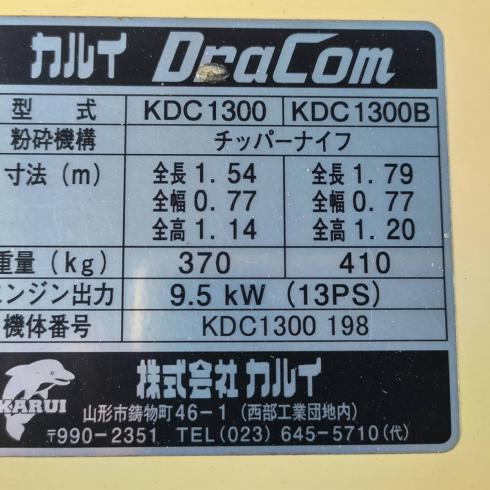 カルイ DraCom
型 式 KDC1300 KDC1300B
粉砕機構 チッパーナイフ
寸法(m) 全長1.54 全長1.79
全幅0.77 全幅0.77
全高1.14 全高1.20
重量(kg) 370 410
エンジン出力 9.5 kW (13PS)
機体番号 KDC1300 198
KARUI
株式会社カルイ
山形市鋳物町46-1(西部工業団地内)
〒990-2351 TEL(023)645-5710(代)